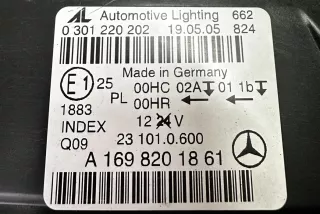 AL Automotive Lighting 662
0 301 220 202 19.05.05 824
Made in Germany
E1 25 00HC 02A 01 1b
PL 00HR
1883
INDEX 12 24 V
Q09 23 101.0.600
A 169 820 18 61